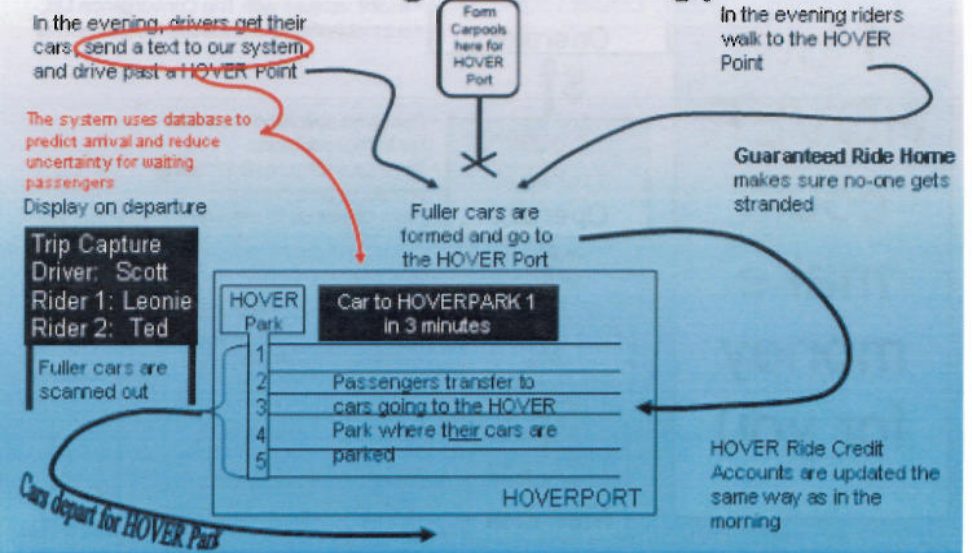 In the evening, drivers get their
cars, send a text to our system
and drive past a HOVER Point
The system uses database to
predict arrival and reduce
uncertainty for waiting
passengers
Form
Carpools
here for
HOVER
Port
In the evening riders
walk to the HOVER
Point
Guaranteed Ride Home
makes sure no-one gets
stranded
Fuller cars are
formed and go to
the HOVER Port
Display on departure
Trip Capture
Driver: Scott
Rider 1: Leonie
Rider 2: Ted
Fuller cars are
scanned out
HOVER
Park
Car to HOVERPARK 1
in 3 minutes
1
2
3
4
5
Passengers transfer to
cars going to the HOVER
Park where their cars are
parked
HOVERPORT
HOVER Ride Credit
Accounts are updated the
same way as in the
morning
Cars depart for HOVER Park